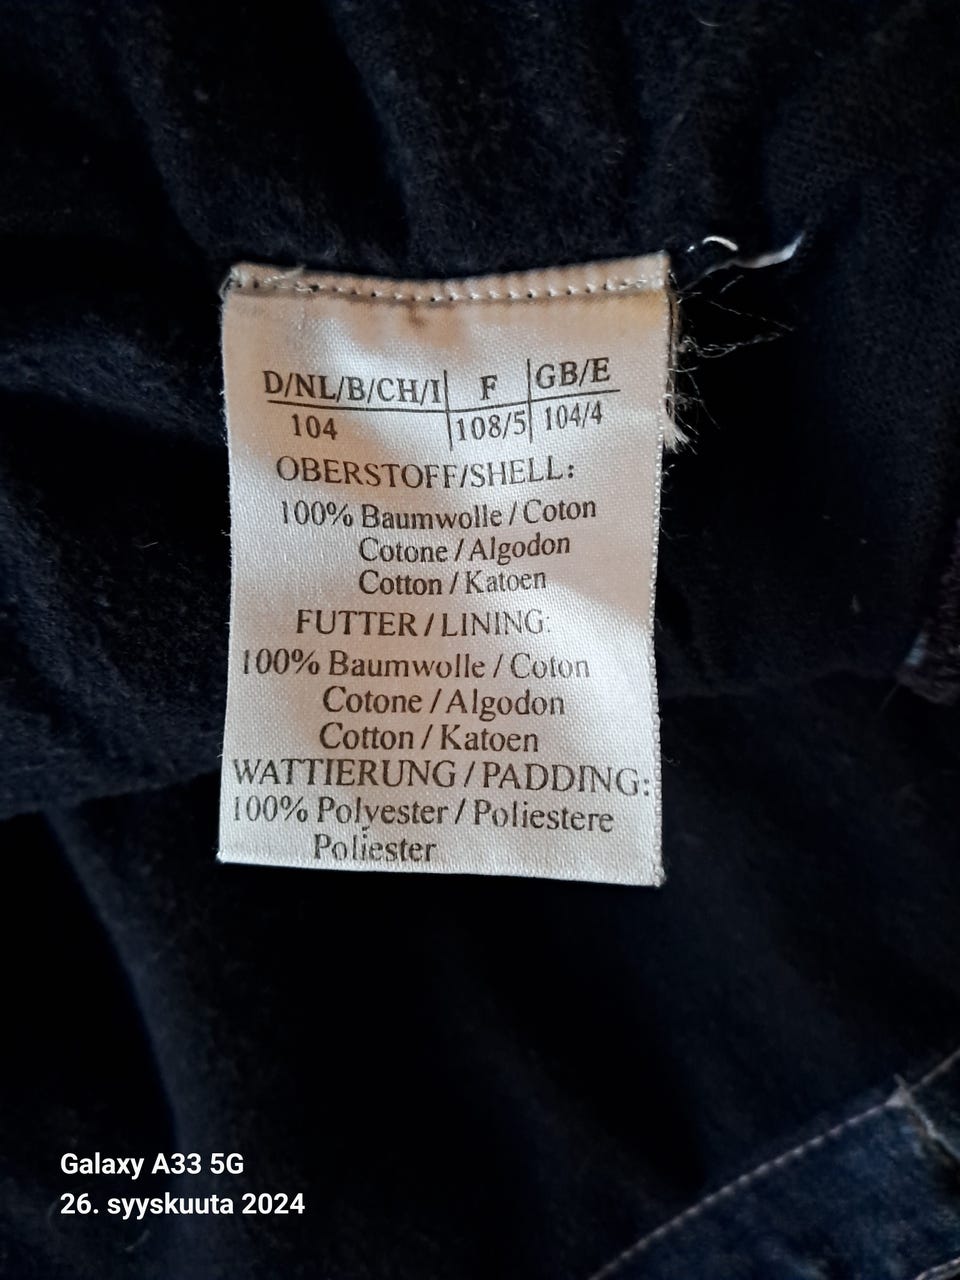 D/NL/B/CH/I F GB/E
104 108/5 104/4
OBERSTOFF/SHELL:
100% Baumwolle / Coton
Cotone / Algodon
Cotton / Katoen
FUTTER / LINING:
100% Baumwolle / Coton
Cotone / Algodon
Cotton / Katoen
WATTIERUNG / PADDING:
100% Polyester / Poliestere
Poliester
Galaxy A33 5G
26. syyskuuta 2024